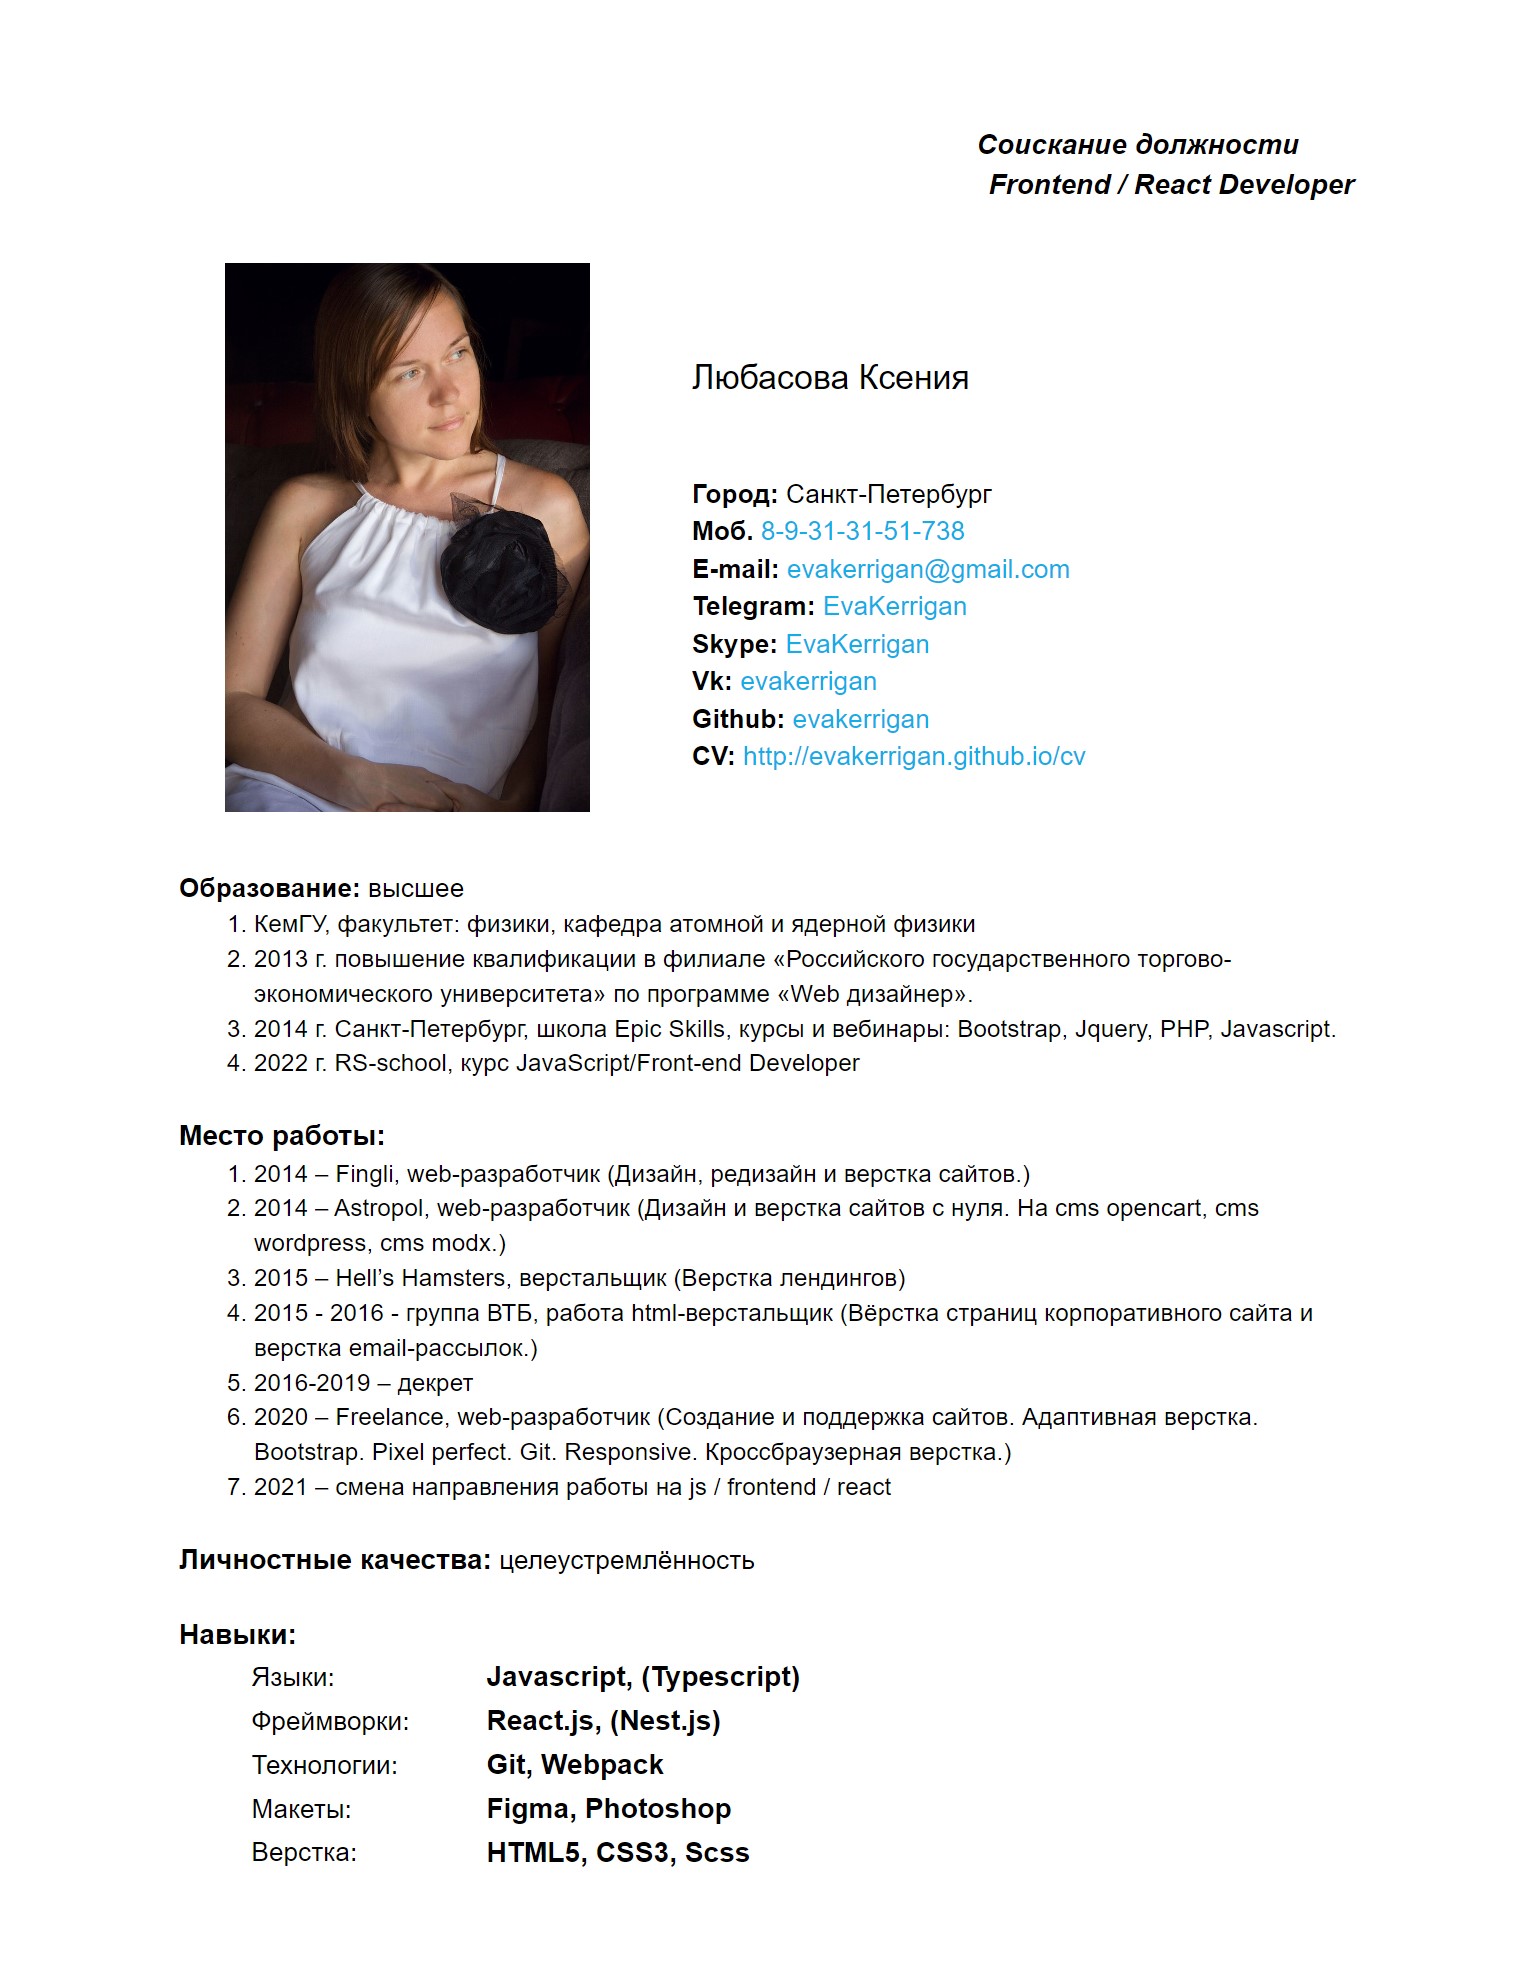 Соискание должности
Frontend / React Developer
Любасова Ксения
Город: Санкт-Петербург
Моб. 8-9-31-31-51-738
E-mail: evakerrigan@gmail.com
Telegram: EvaKerrigan
Skype: EvaKerrigan
Vk: evakerrigan
Github: evakerrigan
CV: http://evakerrigan.github.io/cv
Образование: высшее
1. КемГУ, факультет: физики, кафедра атомной и ядерной физики
2. 2013 г. повышение квалификации в филиале «Российского государственного торгово-
экономического университета» по программе «Web дизайнер».
3. 2014 г. Санкт-Петербург, школа Epic Skills, курсы и вебинары: Bootstrap, Jquery, PHP, Javascript.
4. 2022 г. RS-school, курс JavaScript/Front-end Developer
Место работы:
1. 2014 – Fingli, web-разработчик (Дизайн, редизайн и верстка сайтов.)
2. 2014 – Astropol, web-разработчик (Дизайн и верстка сайтов с нуля. На cms opencart, cms
wordpress, cms modx.)
3. 2015 – Hell’s Hamsters, верстальщик (Верстка лендингов)
4. 2015 - 2016 - группа ВТБ, работа html-верстальщик (Вёрстка страниц корпоративного сайта и
верстка email-рассылок.)
5. 2016-2019 – декрет
6. 2020 – Freelance, web-разработчик (Создание и поддержка сайтов. Адаптивная верстка.
Bootstrap. Pixel perfect. Git. Responsive. Кроссбраузерная верстка.)
7. 2021 – смена направления работы на js / frontend / react
Личностные качества: целеустремлённость
Навыки:
Языки: Javascript, (Typescript)
Фреймворки: React.js, (Nest.js)
Технологии: Git, Webpack
Макеты: Figma, Photoshop
Верстка: HTML5, CSS3, Scss